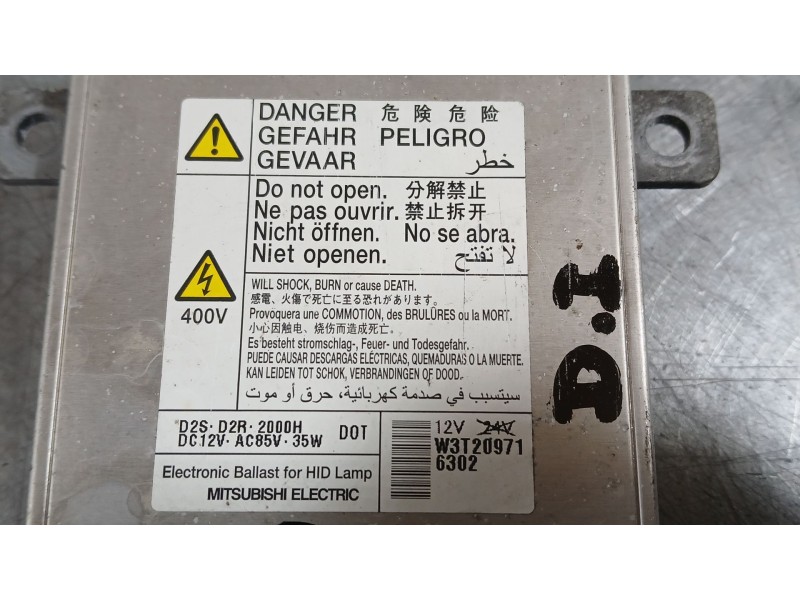 DANGER 危 険 危 险
GEFAHR PELIGRO
GEVAAR خطر
Do not open. 分解禁止
Ne pas ouvrir. 禁止拆开
Nicht öffnen. No se abra.
Niet openen. لا تفتح
400V
WILL SHOCK, BURN or cause DEATH.
感電、火傷で死亡に至る恐れがあります。
Provoquera une COMMOTION, des BRULÛRES ou la MORT.
小心因触电、烧伤而造成死亡。
Es besteht stromschlag-, Feuer- und Todesgefahr.
PUEDE CAUSAR DESCARGAS ELÉCTRICAS, QUEMADURAS O LA MUERTE.
KAN LEIDEN TOT SCHOK, VERBRANDINGEN OF DOOD.
سيتسبب في صدمة كهربائية، حرق أو موت
D2S·D2R·2000H
DC12V·AC85V·35W DOT
12V 24V
W3T20971
6302
Electronic Ballast for HID Lamp
MITSUBISHI ELECTRIC
D.I